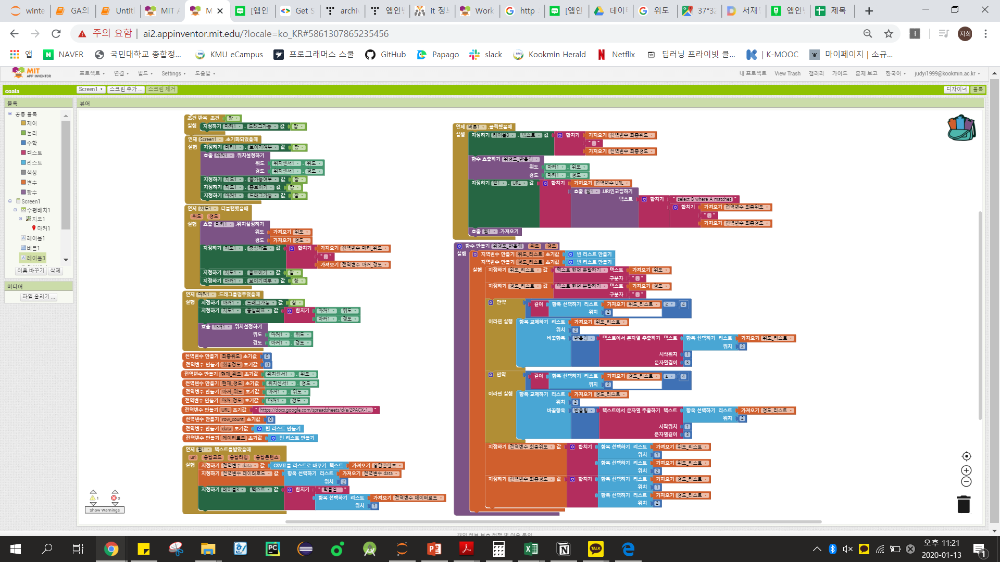 winte
GA의
Untitl
MIT A
M
[앱인
Get S
archiv
앱인벤
it 정보
Work
http
[앱인
데이터
위도
37°32
서재
앱인벤
제목
주의 요함 | ai2.appinventor.mit.edu/?locale=ko_KR#5861307865235456
지희
앱
NAVER
국민대학교 종합정...
KMU eCampus
프로그래머스 스쿨
GitHub
Papago
slack
Kookmin Herald
Netflix
딥러닝 프라이빗 클...
| K-MOOC
마이페이지 | 소규...
MIT
APP INVENTOR
프로젝트
연결
빌드
Settings
도움말
내 프로젝트
View Trash
갤러리
가이드
문제 보고
한국어
judyi1999@kookmin.ac.kr
coala
Screen1
스크린 추가 ...
스크린 제거
디자이너
블록
블록
뷰어
공통 블록
제어
논리
수학
텍스트
리스트
색상
변수
함수
Screen1
수평배치1
지도1
마커1
레이블1
버튼1
레이블3
이름 바꾸기
삭제
미디어
파일 올리기 ...
조건 반복 조건 참
실행 지정하기 마커1 . 드래그가능 값 참
언제 Screen1 .초기화되었을때
실행 지정하기 마커1 . 보이기여부 값 참
호출 마커1 .위치설정하기
위도 위치센서1 . 위도
경도 위치센서1 . 경도
지정하기 지도1 . 줌가능여부 값 참
지정하기 지도1 . 줌보이기 값 참
지정하기 마커1 . 드래그가능 값 참
언제 지도1 .더블탭했을때
위도 경도
실행 호출 마커1 .위치설정하기
위도 가져오기 위도
경도 가져오기 경도
지정하기 지도1 . 중심좌표 값 합치기 가져오기 전역변수 마커_위도
" , "
가져오기 전역변수 마커_경도
지정하기 지도1 . 줌보이기 값 참
지정하기 마커1 . 보이기여부 값 참
언제 마커1 .드래그를멈추었을때
실행 지정하기 마커1 . 드래그가능 값 참
지정하기 지도1 . 중심좌표 값 합치기 마커1 . 위도
마커1 . 경도
호출 마커1 .위치설정하기
위도 마커1 . 위도
경도 마커1 . 경도
전역변수 만들기 최종위도 초기값 0
전역변수 만들기 최종경도 초기값 0
전역변수 만들기 현재_위도 초기값 위치센서1 . 위도
전역변수 만들기 현재_경도 초기값 위치센서1 . 경도
전역변수 만들기 마커_위도 초기값 마커1 . 위도
전역변수 만들기 마커_경도 초기값 마커1 . 경도
전역변수 만들기 URL 초기값 " https://docs.google.com/spreadsheets/d/e/2PACX-1... "
전역변수 만들기 row_count 초기값 0
전역변수 만들기 data 초기값 빈 리스트 만들기
전역변수 만들기 데이터로드 초기값 빈 리스트 만들기
언제 웹1 .텍스트를받았을때
url 응답코드 응답타입 응답콘텐츠
실행 지정하기 전역변수 data 값 CSV표를 리스트로 바꾸기 텍스트 가져오기 응답콘텐츠
지정하기 전역변수 데이터로드 값 항목 선택하기 리스트 가져오기 전역변수 data
위치 2
지정하기 레이블3 . 텍스트 값 합치기 " 확률은 : "
항목 선택하기 리스트 가져오기 전역변수 데이터로드
위치 1
1
0
Show Warnings
언제 버튼1 .클릭했을때
실행 지정하기 레이블3 . 텍스트 값 합치기 가져오기 전역변수 최종위도
" , "
가져오기 전역변수 최종경도
함수 호출하기 위경도_반올림
위도 마커1 . 위도
경도 마커1 . 경도
지정하기 웹1 . URL 값 합치기 가져오기 전역변수 URL
호출 웹1 .URI인코딩하기
텍스트 합치기 " select B where A matches "
합치기 가져오기 전역변수 최종위도
" , "
가져오기 전역변수 최종경도
호출 웹1 .가져오기
함수 만들기 위경도_반올림 위도 경도
실행 지역변수 만들기 위도_리스트 초기값 빈 리스트 만들기
지역변수 만들기 경도_리스트 초기값 빈 리스트 만들기
실행 지정하기 위도_리스트 값 텍스트 한번 분할하기 텍스트 가져오기 위도
구분자 " . "
지정하기 경도_리스트 값 텍스트 한번 분할하기 텍스트 가져오기 경도
구분자 " . "
만약 길이 항목 선택하기 리스트 가져오기 위도_리스트 ≥ 4
위치 2
이라면 실행 항목 교체하기 리스트 가져오기 위도_리스트
위치 2
바꿀항목 반올림 텍스트에서 문자열 추출하기 텍스트 항목 선택하기 리스트 가져오기 위도_리스트
위치 2
시작위치 1
문자열길이 3
만약 길이 항목 선택하기 리스트 가져오기 경도_리스트 ≥ 4
위치 2
이라면 실행 항목 교체하기 리스트 가져오기 경도_리스트
위치 2
바꿀항목 반올림 텍스트에서 문자열 추출하기 텍스트 항목 선택하기 리스트 가져오기 경도_리스트
위치 2
시작위치 1
문자열길이 3
지정하기 전역변수 최종위도 값 합치기 항목 선택하기 리스트 가져오기 위도_리스트
위치 1
항목 선택하기 리스트 가져오기 위도_리스트
위치 2
지정하기 전역변수 최종경도 값 합치기 항목 선택하기 리스트 가져오기 경도_리스트
위치 1
항목 선택하기 리스트 가져오기 경도_리스트
위치 2
개인 정보 보호 정책 및 이용 동의
오후 11:21
2020-01-13
1